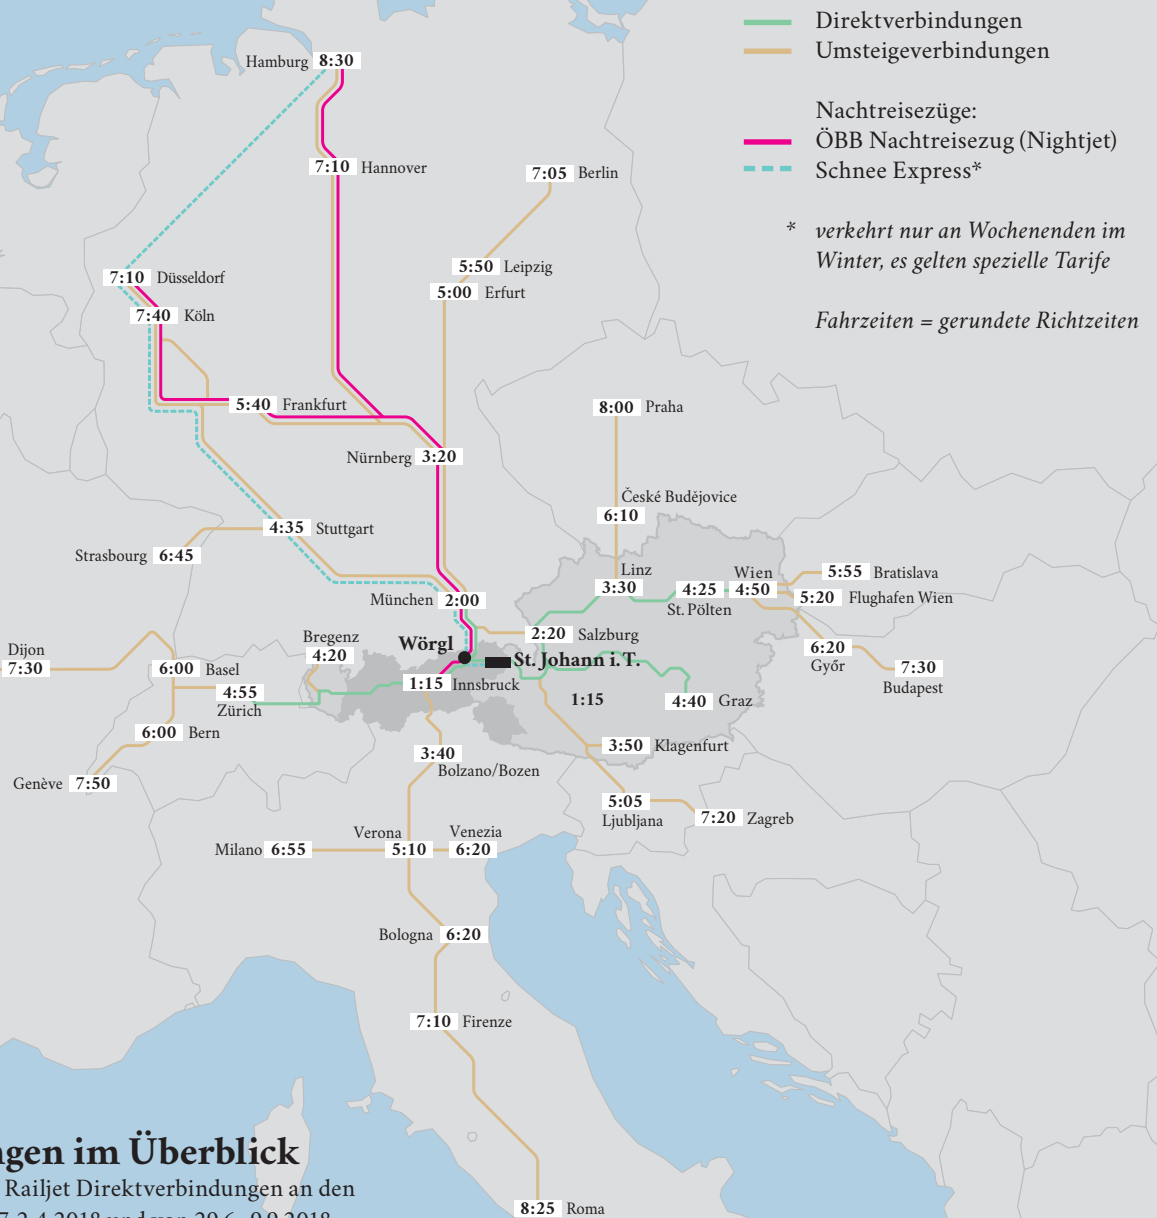 Direktverbindungen
Umsteigeverbindungen
Nachtreisezüge:
ÖBB Nachtreisezug (Nightjet)
Schnee Express*
* verkehrt nur an Wochenenden im
Winter, es gelten spezielle Tarife
Fahrzeiten = gerundete Richtzeiten
Hamburg 8:30
7:10 Hannover
7:05 Berlin
5:50 Leipzig
7:10 Düsseldorf
5:00 Erfurt
7:40 Köln
5:40 Frankfurt
8:00 Praha
Nürnberg 3:20
České Budějovice
6:10
4:35 Stuttgart
Strasbourg 6:45
Linz
3:30
Wien
4:25 4:50
St. Pölten
5:55 Bratislava
5:20 Flughafen Wien
München 2:00
2:20 Salzburg
Bregenz
4:20
Wörgl
St. Johann i. T.
6:20
Győr
7:30
Budapest
Dijon
7:30
6:00 Basel
4:55
Zürich
1:15 Innsbruck
1:15
4:40 Graz
6:00 Bern
3:40
Bolzano/Bozen
3:50 Klagenfurt
Genève 7:50
5:05
Ljubljana
7:20 Zagreb
Verona
Venezia
Milano 6:55
5:10
6:20
Bologna 6:20
7:10 Firenze
ngen im Überblick
Railjet Direktverbindungen an den
8:25 Roma